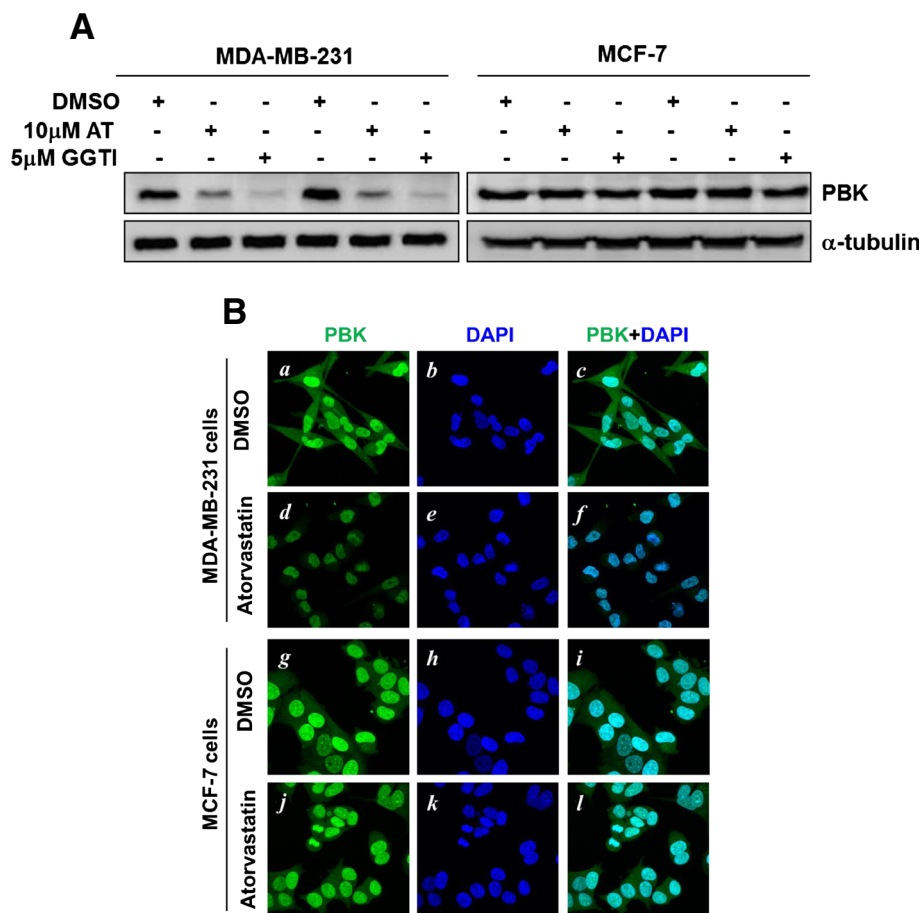 A
MDA-MB-231 MCF-7
DMSO + - - + - - + - - + - -
10μM AT - + - - + - - + - - + -
5μM GGTI - - + - - + - - + - - +
PBK
α-tubulin
B
PBK DAPI PBK+DAPI
MDA-MB-231 cells
DMSO
a b c
Atorvastatin
d e f
MCF-7 cells
DMSO
g h i
Atorvastatin
j k l